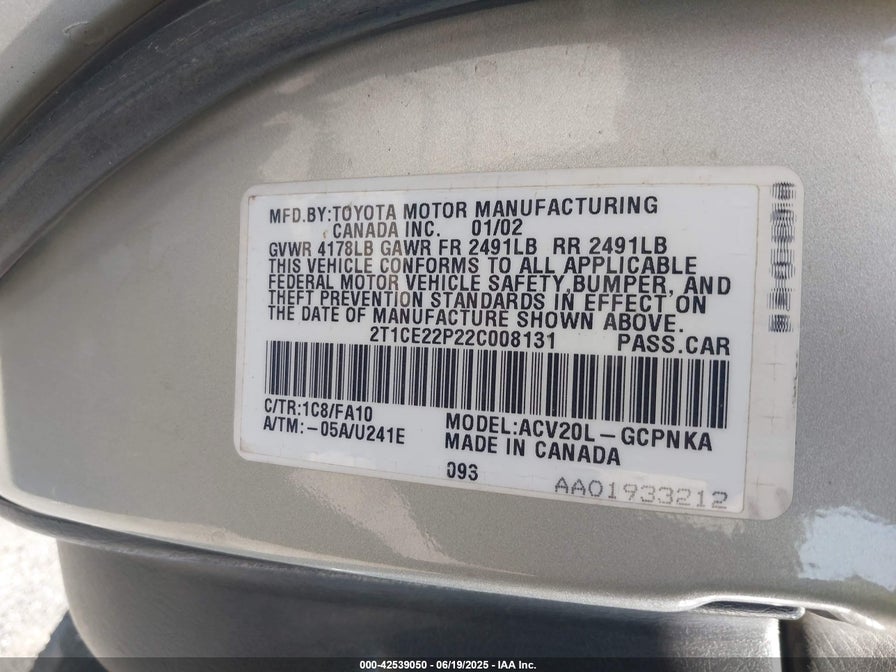 MFD.BY:TOYOTA MOTOR MANUFACTURING
CANADA INC. 01/02
GVWR 4178LB GAWR FR 2491LB RR 2491LB
THIS VEHICLE CONFORMS TO ALL APPLICABLE
FEDERAL MOTOR VEHICLE SAFETY,BUMPER, AND
THEFT PREVENTION STANDARDS IN EFFECT ON
THE DATE OF MANUFACTURE SHOWN ABOVE.
2T1CE22P22C008131 PASS.CAR
C/TR:1C8/FA10
A/TM:-05A/U241E
MODEL:ACV20L-GCPNKA
MADE IN CANADA
093
AA01933212
000-42539050 - 06/19/2025 - IAA Inc.